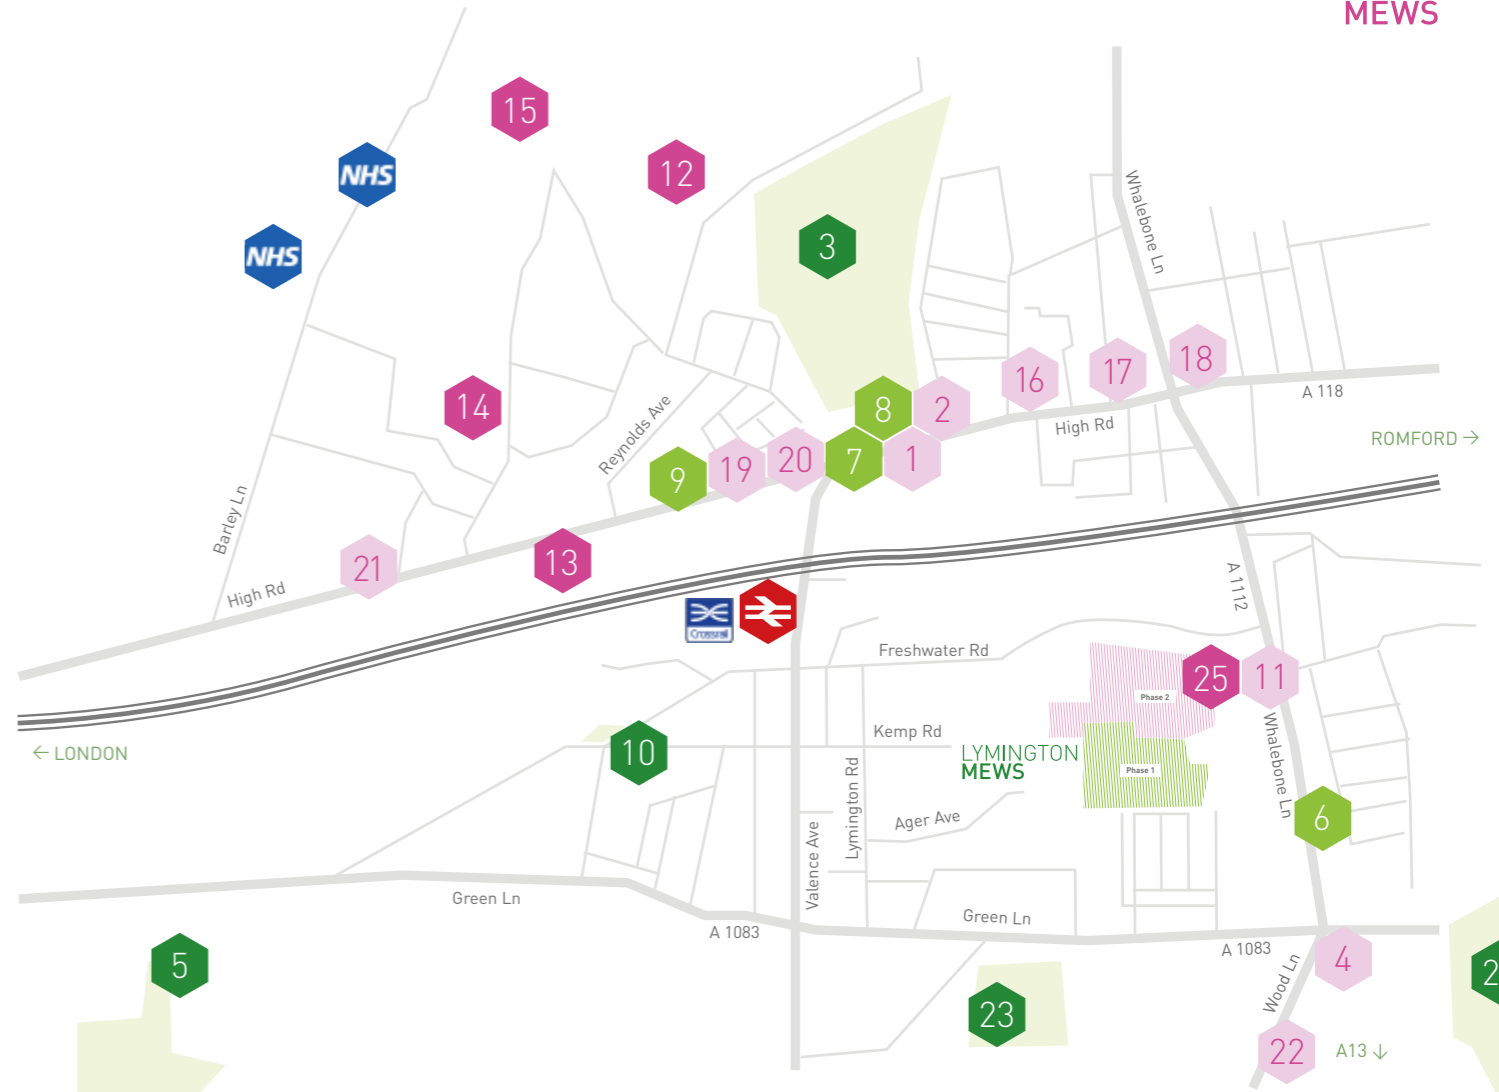 MEWS
15
NHS
12
NHS
3
Whalebone Ln
18
17
16
A 118
14
8
2
Reynolds Ave
High Rd
ROMFORD →
9
19
20
7
1
Barley Ln
13
21
High Rd
A 1112
Crossrail
Freshwater Rd
25
11
Phase 2
Kemp Rd
← LONDON
10
LYMINGTON
MEWS
Phase 1
Whalebone Ln
Lymington Rd
Ager Ave
6
Valence Ave
Green Ln
Green Ln
A 1083
A 1083
5
4
2
Wood Ln
23
22
A13 ↓